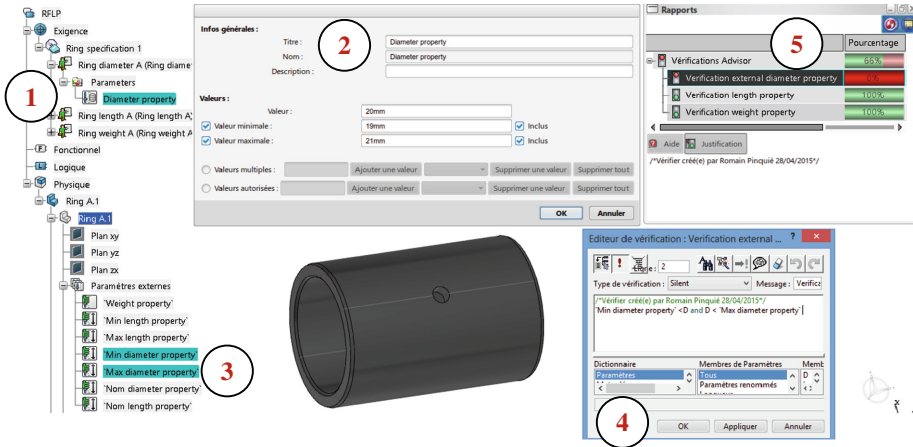 RFLP
Exigence
Ring specification 1
Ring diameter A (Ring diame
Parameters
1
Diameter property
Ring length A (Ring length A)
Ring weight A (Ring weight A
Fonctionnel
Logique
Physique
Ring A.1
Ring A.1
Plan xy
Plan yz
Plan zx
Paramètres externes
`Weight property`
`Min length property`
`Max length property`
`Min diameter property`
`Max diameter property`
3
`Nom diameter property`
`Nom length property`
Infos générales :
2
Titre : Diameter property
Nom : Diameter property
Description :
Valeurs :
Valeur : 20mm
Valeur minimale : 19mm Inclus
Valeur maximale : 21mm Inclus
Valeurs multiples : Ajouter une valeur Supprimer une valeur Supprimer tout
Valeurs autorisées : Ajouter une valeur Supprimer une valeur Supprimer tout
OK Annuler
Rapports
5
Pourcentage
Vérifications Advisor 66%
Verification external diameter property 0%
Verification length property 100%
Verification weight property 100%
Aide Justification
/*Vérifier créé(e) par Romain Pinquié 28/04/2015*/
Editeur de vérification : Verification external ... ? ×
Ligne : 2
Type de vérification : Silent Message : Verifica
/*Vérifier créé(e) par Romain Pinquié 28/04/2015*/
`Min diameter property` <D and D < `Max diameter property`
Dictionnaire Membres de Paramètres Memb
Paramètres Tous D
Paramètres renommés
4
OK Appliquer Annuler